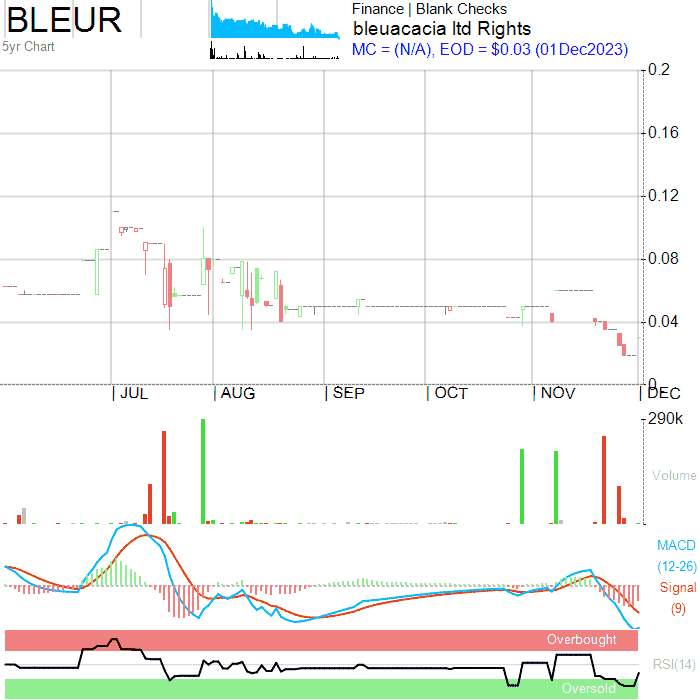 BLEUR
5yr Chart
Finance | Blank Checks
bleuacacia ltd Rights
MC = (N/A), EOD = $0.03 (01Dec2023)
0.2
0.16
0.12
0.08
0.04
0
JUL AUG SEP OCT NOV DEC
290k
Volume
MACD
(12-26)
Signal
(9)
Overbought
RSI(14)
Oversold